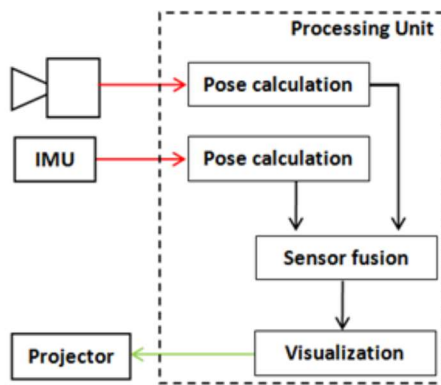 Processing Unit
Pose calculation
IMU
Pose calculation
Sensor fusion
Projector
Visualization